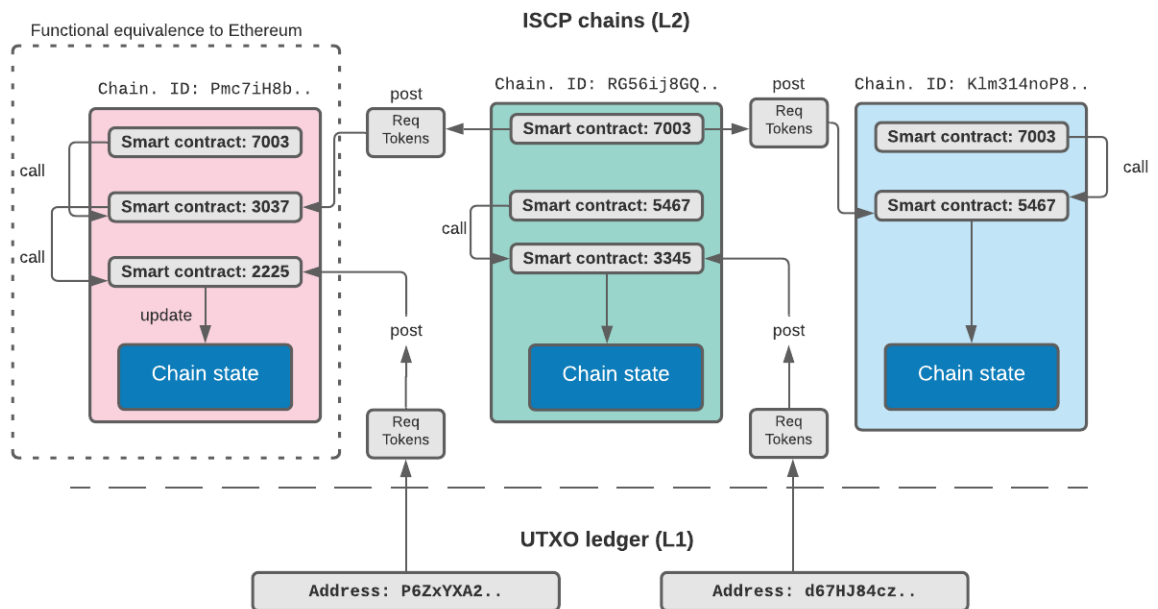 ISCP chains (L2)
Functional equivalence to Ethereum
Chain. ID: Pmc7iH8b..
Smart contract: 7003
call
Smart contract: 3037
call
Smart contract: 2225
update
Chain state
post
Req
Tokens
Chain. ID: RG56ij8GQ..
Smart contract: 7003
Smart contract: 5467
call
Smart contract: 3345
Chain state
post
Req
Tokens
Chain. ID: Klm314noP8..
Smart contract: 7003
call
Smart contract: 5467
Chain state
post
Req
Tokens
post
Req
Tokens
UTXO ledger (L1)
Address: P6ZxYXA2..
Address: d67HJ84cz..